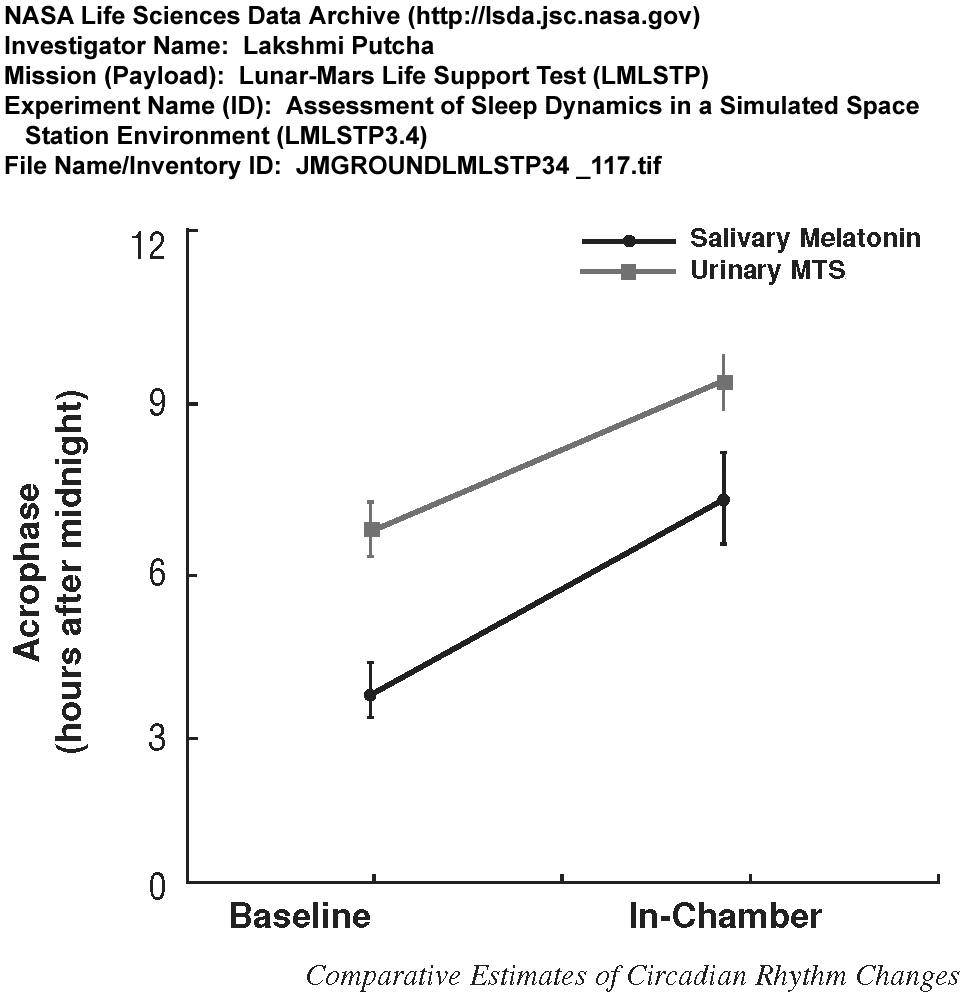 NASA Life Sciences Data Archive (http://lsda.jsc.nasa.gov)
Investigator Name:  Lakshmi Putcha
Mission (Payload):  Lunar-Mars Life Support Test (LMLSTP)
Experiment Name (ID):  Assessment of Sleep Dynamics in a Simulated Space
Station Environment (LMLSTP3.4)
File Name/Inventory ID:  JMGROUNDLMLSTP34 _117.tif
Salivary Melatonin
Urinary MTS
Acrophase
(hours after midnight)
12
9
6
3
0
Baseline
In-Chamber
Comparative Estimates of Circadian Rhythm Changes